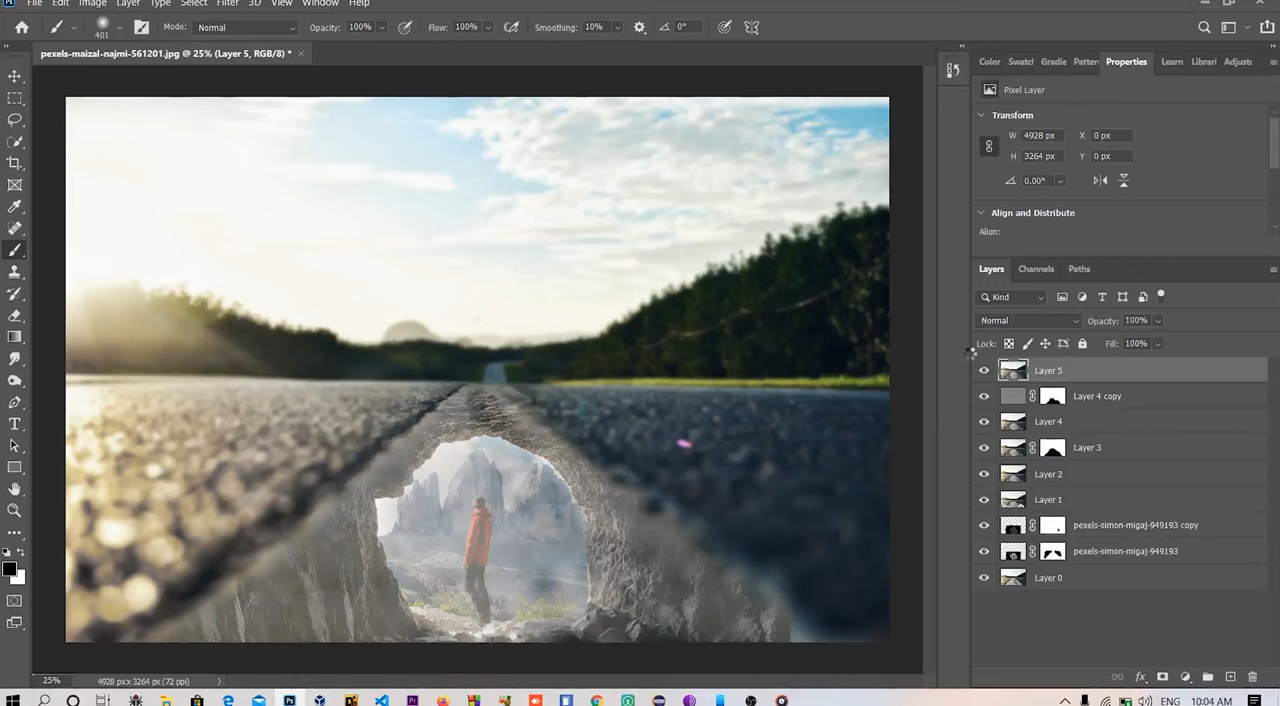 File Edit Image Layer Type Select Filter 3D View Window Help
401 Mode: Normal Opacity: 100% Flow: 100% Smoothing: 10% 0°
pexels-maizal-najmi-561201.jpg @ 25% (Layer 5, RGB/8) * ×
Color Swatcl Gradie Patter Properties Learn Librari Adjust
Pixel Layer
Transform
W 4928 px X 0 px
H 3264 px Y 0 px
0.00°
Align and Distribute
Align:
Layers Channels Paths
Kind
Normal Opacity: 100%
Lock: Fill: 100%
Layer 5
Layer 4 copy
Layer 4
Layer 3
Layer 2
Layer 1
pexels-simon-migaj-949193 copy
pexels-simon-migaj-949193
Layer 0
25% 4928 px x 3264 px (72 ppi)
ENG 10:04 AM